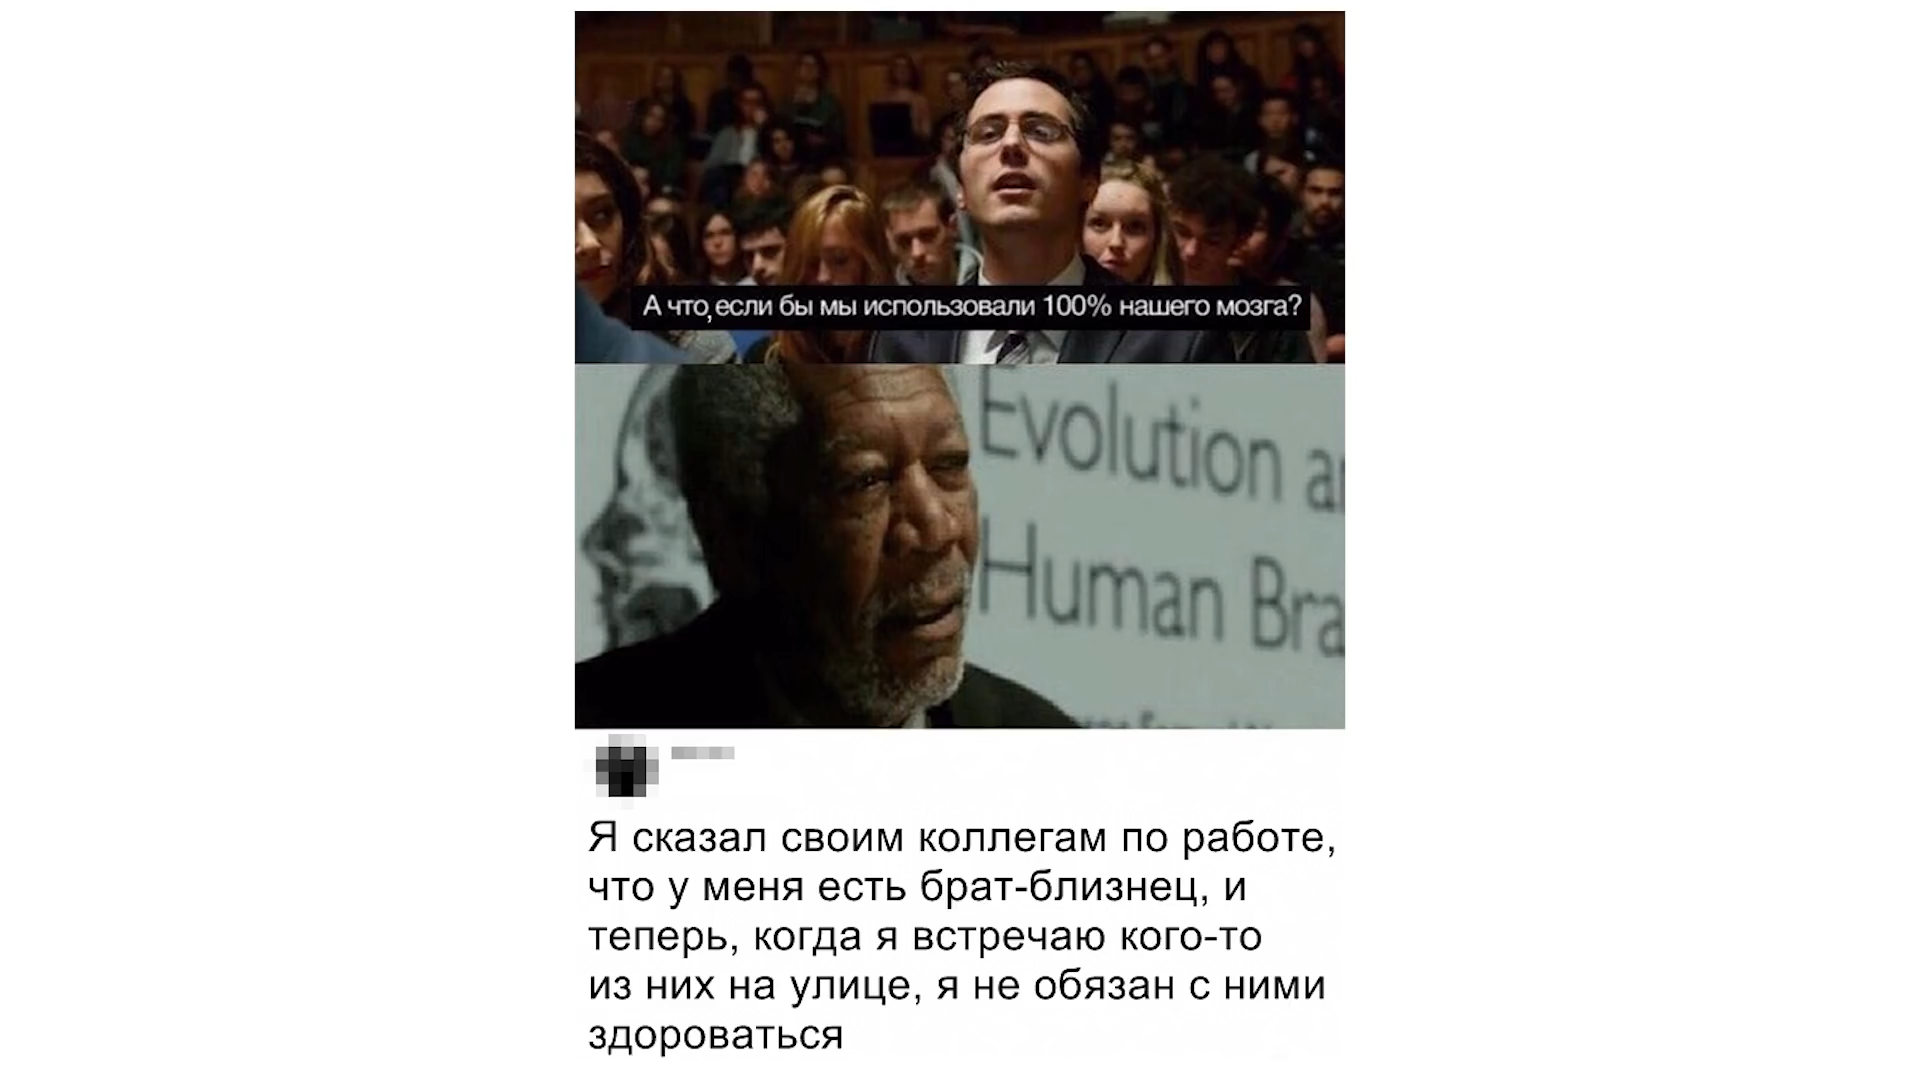 А что, если бы мы использовали 100% нашего мозга?
Evolution
Human
Я сказал своим коллегам по работе,
что у меня есть брат-близнец, и
теперь, когда я встречаю кого-то
из них на улице, я не обязан с ними
здороваться